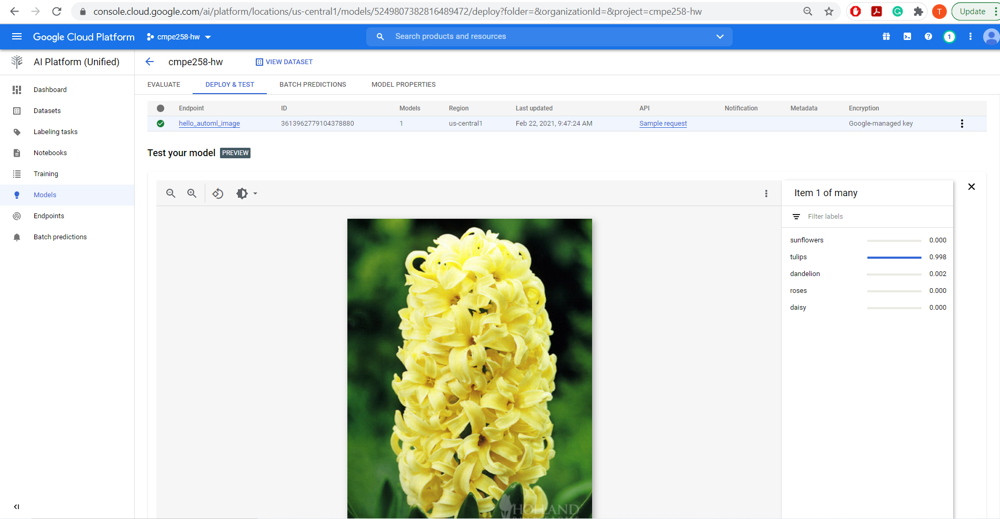 console.cloud.google.com/ai/platform/locations/us-central1/models/5249807382816489472/deploy?folder=&organizationId=&project=cmpe258-hw
T
Update
Google Cloud Platform
cmpe258-hw
Search products and resources
1
AI Platform (Unified)
cmpe258-hw
VIEW DATASET
EVALUATE
DEPLOY & TEST
BATCH PREDICTIONS
MODEL PROPERTIES
Dashboard
Datasets
Labeling tasks
Notebooks
Training
Models
Endpoints
Batch predictions
Endpoint ID Models Region Last updated API Notification Metadata Encryption
hello_automl_image 3613962779104378880 1 us-central1 Feb 22, 2021, 9:47:24 AM Sample request Google-managed key
Test your model PREVIEW
Item 1 of many
Filter labels
sunflowers 0.000
tulips 0.998
dandelion 0.002
roses 0.000
daisy 0.000
HOLLAND